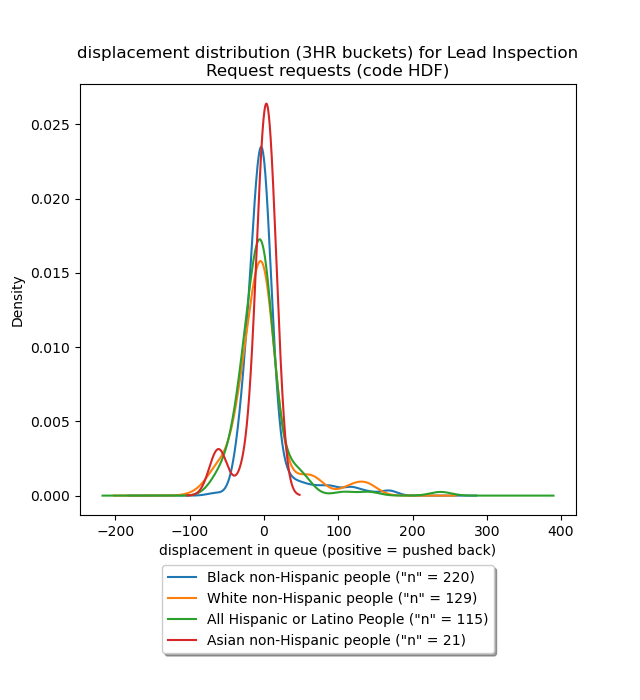 displacement distribution (3HR buckets) for Lead Inspection
Request requests (code HDF)
Density
0.025
0.020
0.015
0.010
0.005
0.000
−200
−100
0
100
200
300
400
displacement in queue (positive = pushed back)
Black non-Hispanic people ("n" = 220)
White non-Hispanic people ("n" = 129)
All Hispanic or Latino People ("n" = 115)
Asian non-Hispanic people ("n" = 21)